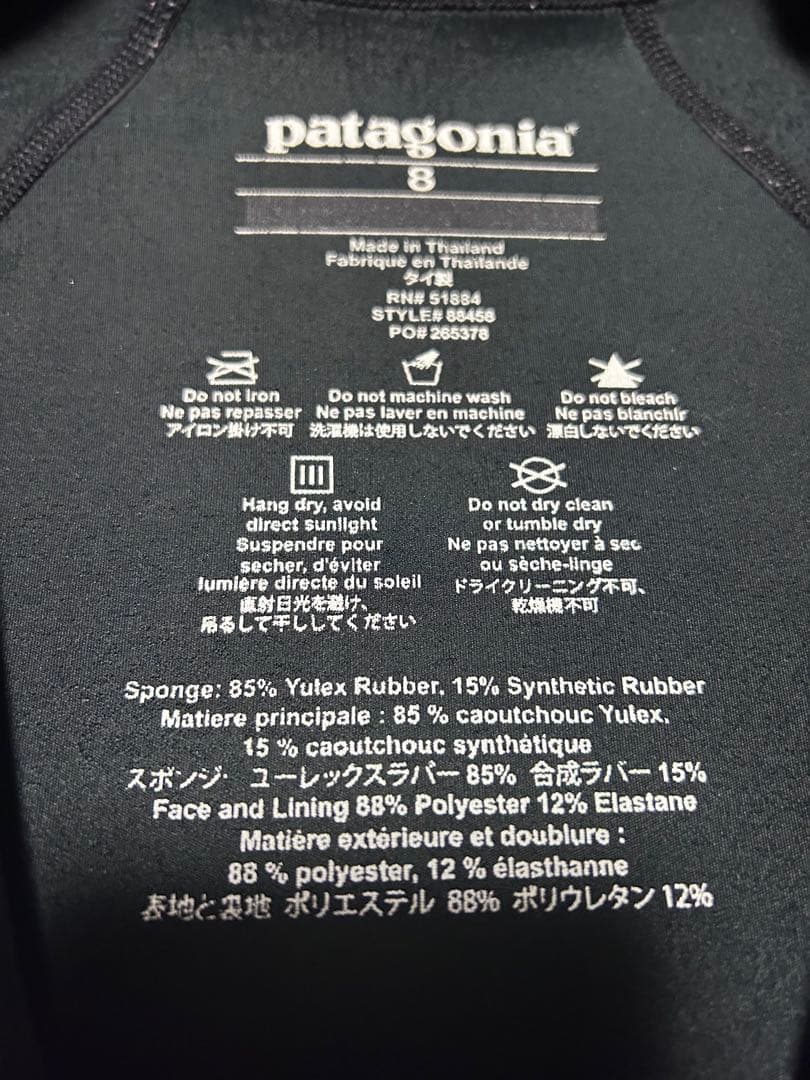 patagonia
8
Made in Thailand
Fabriqué en Thaïlande
タイ製
RN# 51884
STYLE# 88458
PO# 265378
Do not iron
Ne pas repasser
アイロン掛け不可
Do not machine wash
Ne pas laver en machine
洗濯機は使用しないでください
Do not bleach
Ne pas blanchir
漂白しないでください
Hang dry, avoid
direct sunlight
Suspendre pour
secher, d'éviter
lumière directe du soleil
直射日光を避け、
吊るして干ししてください
Do not dry clean
or tumble dry
Ne pas nettoyer à sec
ou sèche-linge
ドライクリーニング不可、
乾燥機不可
Sponge: 85% Yulex Rubber, 15% Synthetic Rubber
Matiere principale : 85 % caoutchouc Yulex,
15 % caoutchouc synthétique
スポンジ: ユーレックスラバー 85% 合成ラバー 15%
Face and Lining 88% Polyester 12% Elastane
Matière extérieure et doublure :
88 % polyester, 12 % élasthanne
表地と裏地 ポリエステル 88% ポリウレタン 12%